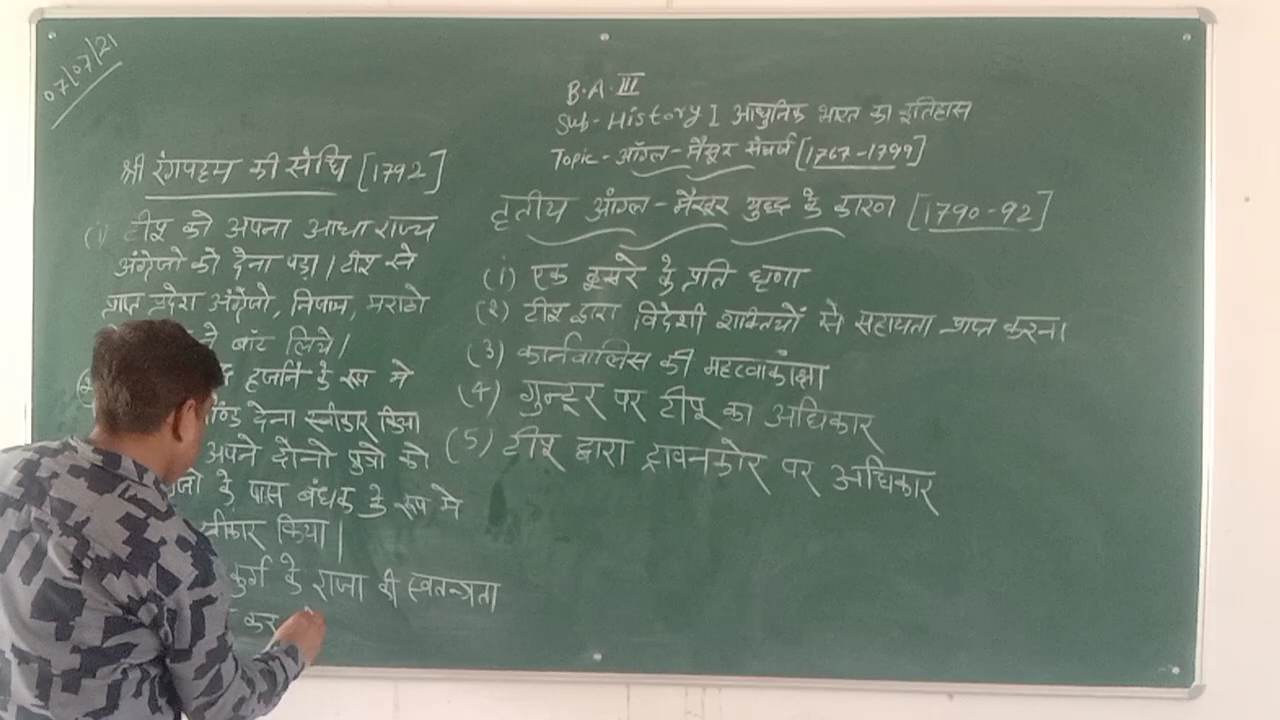 07/07/21
B.A. III
Sub- History I आधुनिक भारत का इतिहास
Topic - ऑंग्ल - मैसूर संघर्ष [1767-1799]
श्री रंगपट्टम की संधि [1792]
(1) टीपू को अपना आधा राज्य
अंग्रेजो को देना पड़ा। टीपू से
प्राप्त प्रदेश अंग्रेजो, निजाम, मराठो
ने बाँट लिये।
हर्जाने के रूप मे
देना स्वीकार किया
अपने दोनो पुत्रो को
के पास बंधक के रूप मे
किया।
कुर्ग के राजा की स्वतन्त्रता
कर
तृतीय आंग्ल - मैसूर युद्ध के कारण [1790-92]
(1) एक दूसरे के प्रति घृणा
(2) टीपू द्वारा विदेशी शक्तियों से सहायता प्राप्त करना
(3) कार्नवालिस की महत्वाकांक्षा
(4) गुन्टूर पर टीपू का अधिकार
(5) टीपू द्वारा ट्रावनकोर पर अधिकार